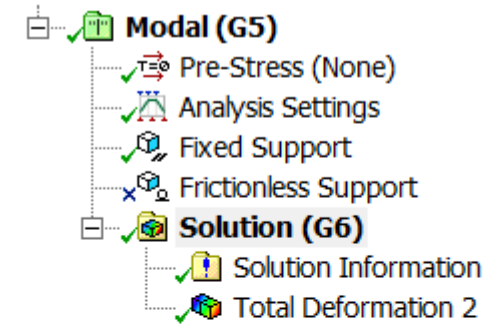 Modal (G5)
Pre-Stress (None)
Analysis Settings
Fixed Support
Frictionless Support
Solution (G6)
Solution Information
Total Deformation 2